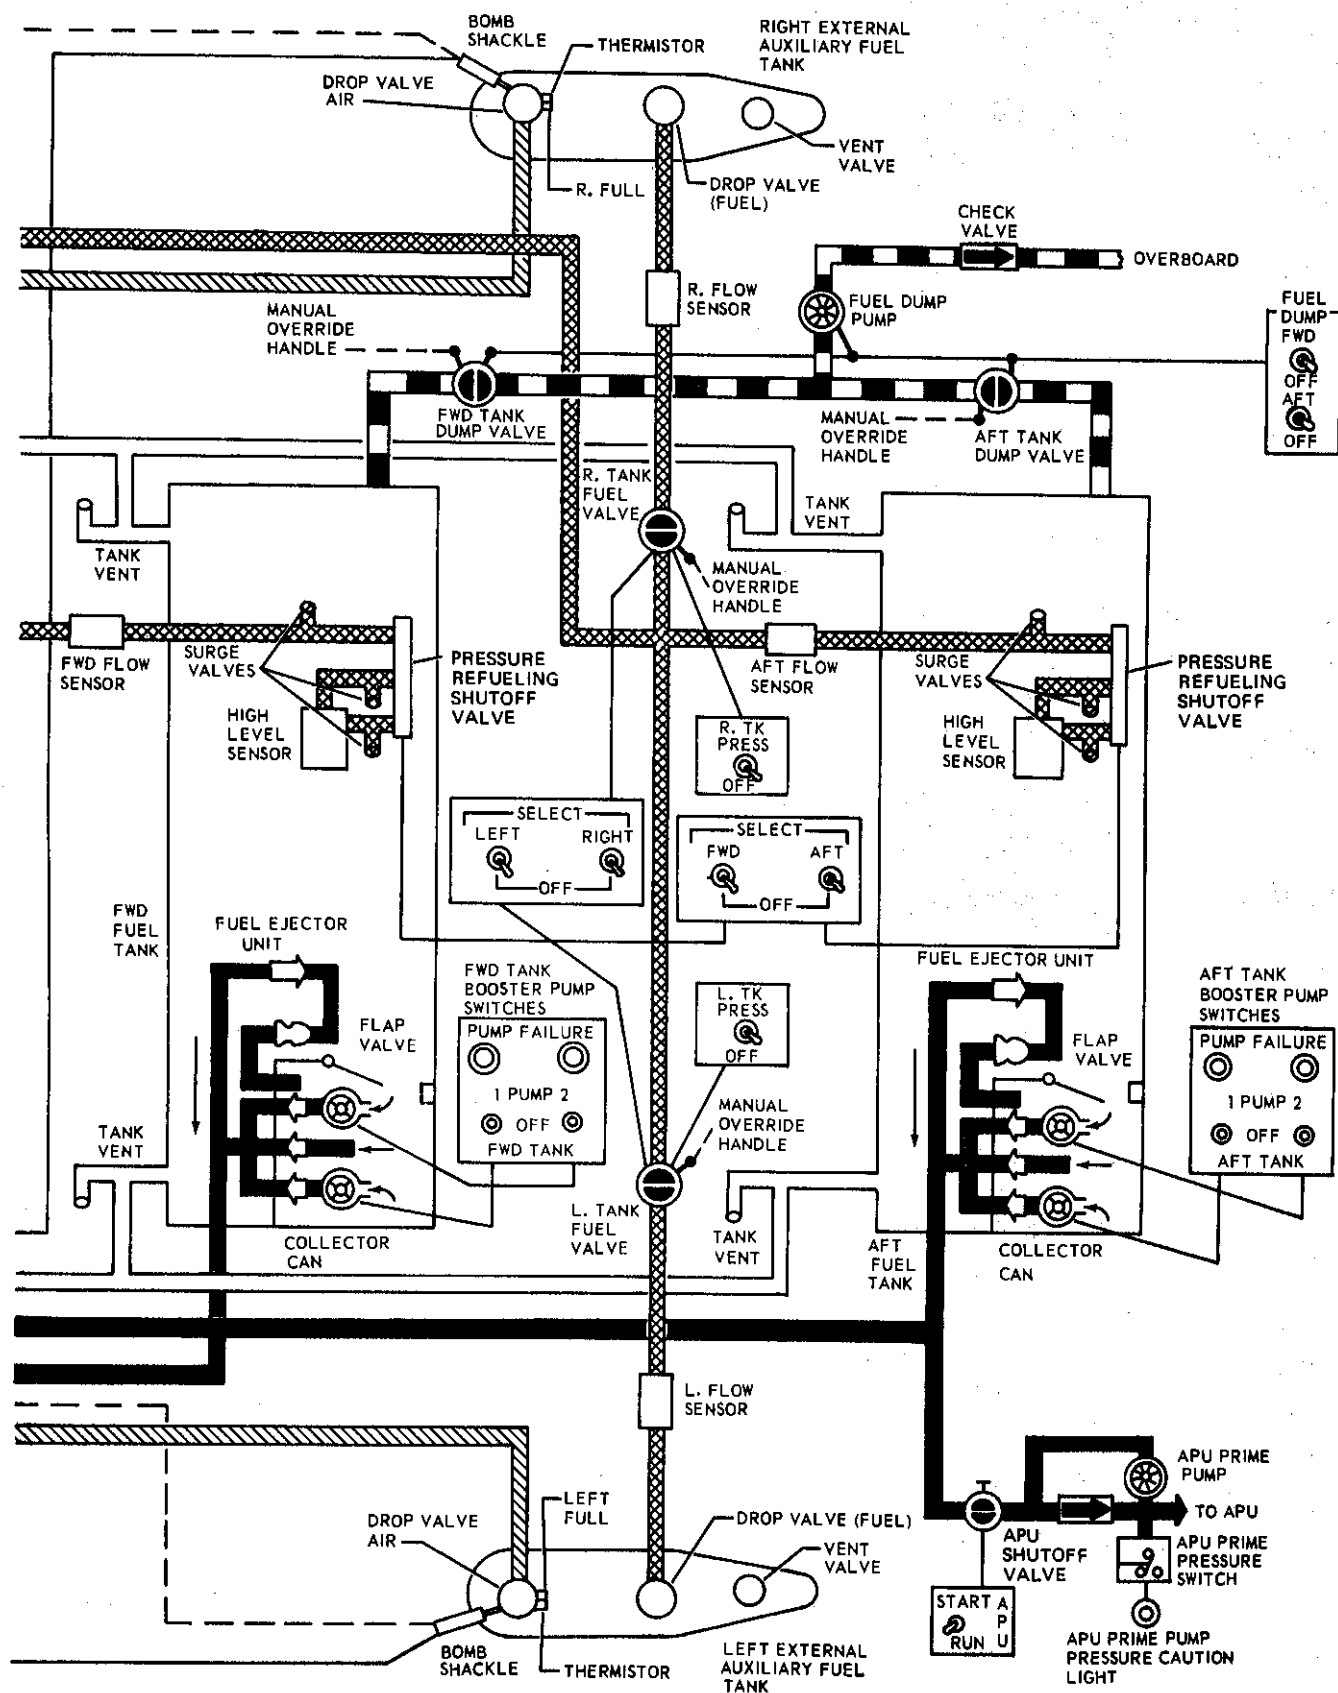 BOMB
SHACKLE
THERMISTOR
RIGHT EXTERNAL
AUXILIARY FUEL
TANK
DROP VALVE
AIR
VENT
VALVE
R. FULL
DROP VALVE
(FUEL)
CHECK
VALVE
OVERBOARD
R. FLOW
SENSOR
FUEL DUMP
PUMP
FUEL
DUMP
FWD
OFF
AFT
OFF
MANUAL
OVERRIDE
HANDLE
FWD TANK
DUMP VALVE
MANUAL
OVERRIDE
HANDLE
AFT TANK
DUMP VALVE
R. TANK
FUEL
VALVE
TANK
VENT
TANK
VENT
MANUAL
OVERRIDE
HANDLE
FWD FLOW
SENSOR
SURGE
VALVES
PRESSURE
REFUELING
SHUTOFF
VALVE
HIGH
LEVEL
SENSOR
AFT FLOW
SENSOR
SURGE
VALVES
PRESSURE
REFUELING
SHUTOFF
VALVE
HIGH
LEVEL
SENSOR
R. TK
PRESS
OFF
SELECT
LEFT
RIGHT
OFF
SELECT
FWD
AFT
OFF
FWD
FUEL
TANK
FUEL EJECTOR
UNIT
FWD TANK
BOOSTER PUMP
SWITCHES
PUMP FAILURE
1 PUMP 2
OFF
FWD TANK
FLAP
VALVE
L. TK
PRESS
OFF
FUEL EJECTOR UNIT
AFT TANK
BOOSTER PUMP
SWITCHES
PUMP FAILURE
1 PUMP 2
OFF
AFT TANK
FLAP
VALVE
TANK
VENT
MANUAL
OVERRIDE
HANDLE
L. TANK
FUEL
VALVE
TANK
VENT
COLLECTOR
CAN
AFT
FUEL
TANK
COLLECTOR
CAN
L. FLOW
SENSOR
LEFT
FULL
DROP VALVE
AIR
DROP VALVE (FUEL)
VENT
VALVE
BOMB
SHACKLE
THERMISTOR
LEFT EXTERNAL
AUXILIARY FUEL
TANK
APU PRIME
PUMP
TO APU
APU
SHUTOFF
VALVE
APU PRIME
PRESSURE
SWITCH
START
RUN
APU
APU PRIME PUMP
PRESSURE CAUTION
LIGHT